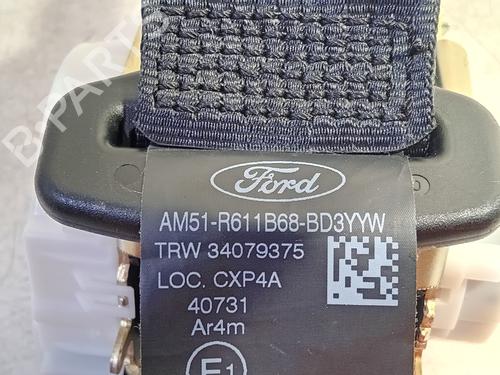 B-PARTS
Ford
AM51-R611B68-BD3YYW
TRW 34079375
LOC. CXP4A
40731
Ar4m
E1